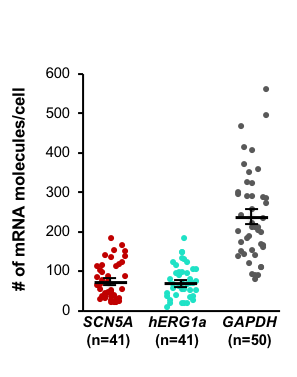 600
500
400
300
200
100
0
# of mRNA molecules/cell
SCN5A hERG1a GAPDH
(n=41) (n=41) (n=50)